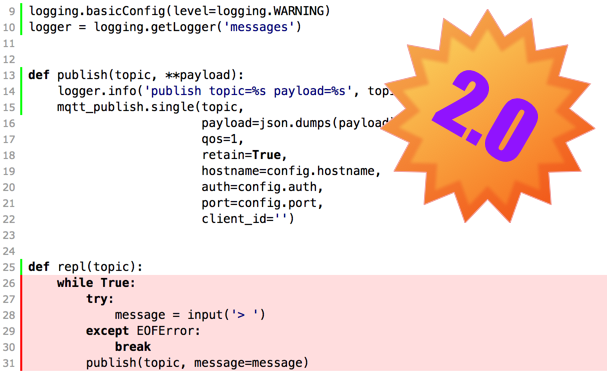 9 logging.basicConfig(level=logging.WARNING)
10 logger = logging.getLogger('messages')
11
12
13 def publish(topic, **payload):
14     logger.info('publish topic=%s payload=%s', top
15     mqtt_publish.single(topic,
16                         payload=json.dumps(payload
17                         qos=1,
18                         retain=True,
19                         hostname=config.hostname,
20                         auth=config.auth,
21                         port=config.port,
22                         client_id='')
23
24
25 def repl(topic):
26     while True:
27         try:
28             message = input('> ')
29         except EOFError:
30             break
31         publish(topic, message=message)
2.0